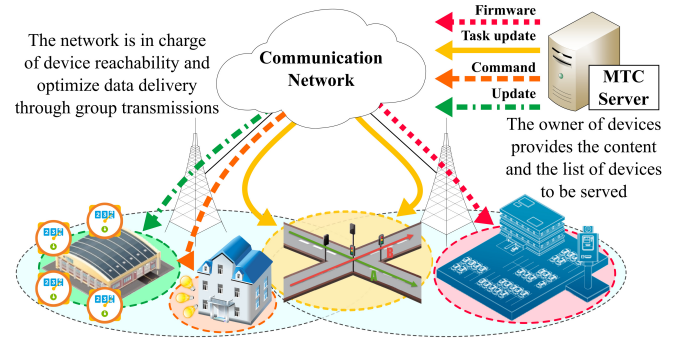 The network is in charge
of device reachability and
optimize data delivery
through group transmissions
Communication
Network
Firmware
Task update
Command
Update
MTC
Server
The owner of devices
provides the content
and the list of devices
to be served
B
A